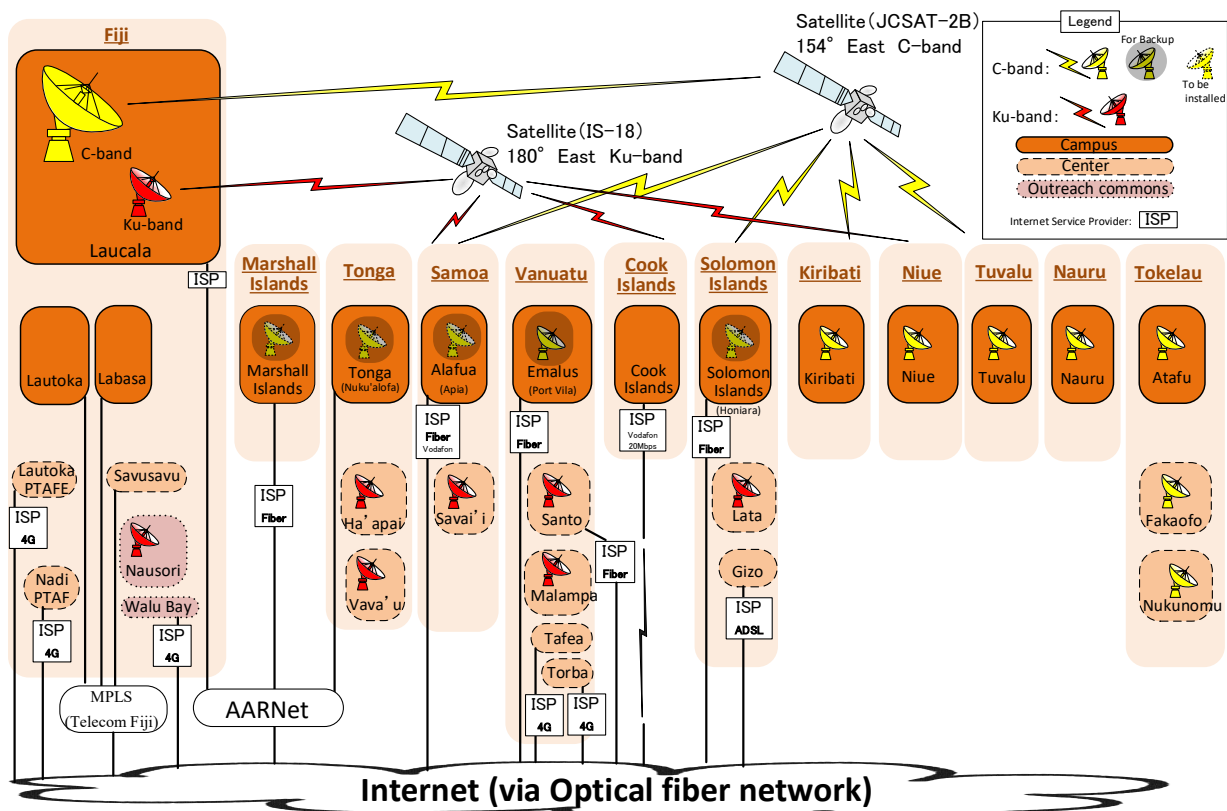 Satellite(JCSAT-2B)
154° East C-band
Legend
For Backup
C-band:
To be
installed
Ku-band:
Campus
Center
Outreach commons
Internet Service Provider: ISP
Fiji
C-band
Ku-band
Laucala
Satellite(IS-18)
180° East Ku-band
ISP
Marshall
Islands
Tonga
Samoa
Vanuatu
Cook
Islands
Solomon
Islands
Kiribati
Niue
Tuvalu
Nauru
Tokelau
Lautoka
Labasa
Marshall
Islands
Tonga
(Nuku'alofa)
Alafua
(Apia)
Emalus
(Port Vila)
Cook
Islands
Solomon
Islands
(Honiara)
Kiribati
Niue
Tuvalu
Nauru
Atafu
ISP
Fiber
Vodafon
ISP
Fiber
ISP
Vodafon
20Mbps
ISP
Fiber
Lautoka
PTAFE
Savusavu
ISP
4G
Nausori
ISP
Fiber
Ha'apai
Savai'i
Santo
Lata
Fakaofo
Nadi
PTAF
Walu Bay
Vava'u
Malampa
ISP
Fiber
Gizo
Nukunomu
ISP
4G
ISP
4G
Tafea
Torba
ISP
ADSL
MPLS
(Telecom Fiji)
AARNet
ISP
4G
ISP
4G
Internet (via Optical fiber network)